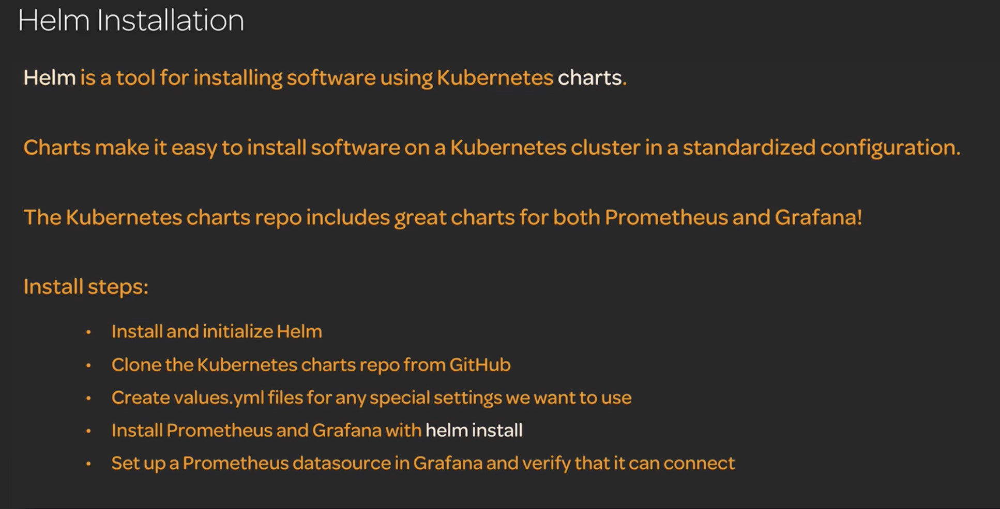 Helm Installation
Helm is a tool for installing software using Kubernetes charts.
Charts make it easy to install software on a Kubernetes cluster in a standardized configuration.
The Kubernetes charts repo includes great charts for both Prometheus and Grafana!
Install steps:
• Install and initialize Helm
• Clone the Kubernetes charts repo from GitHub
• Create values.yml files for any special settings we want to use
• Install Prometheus and Grafana with helm install
• Set up a Prometheus datasource in Grafana and verify that it can connect